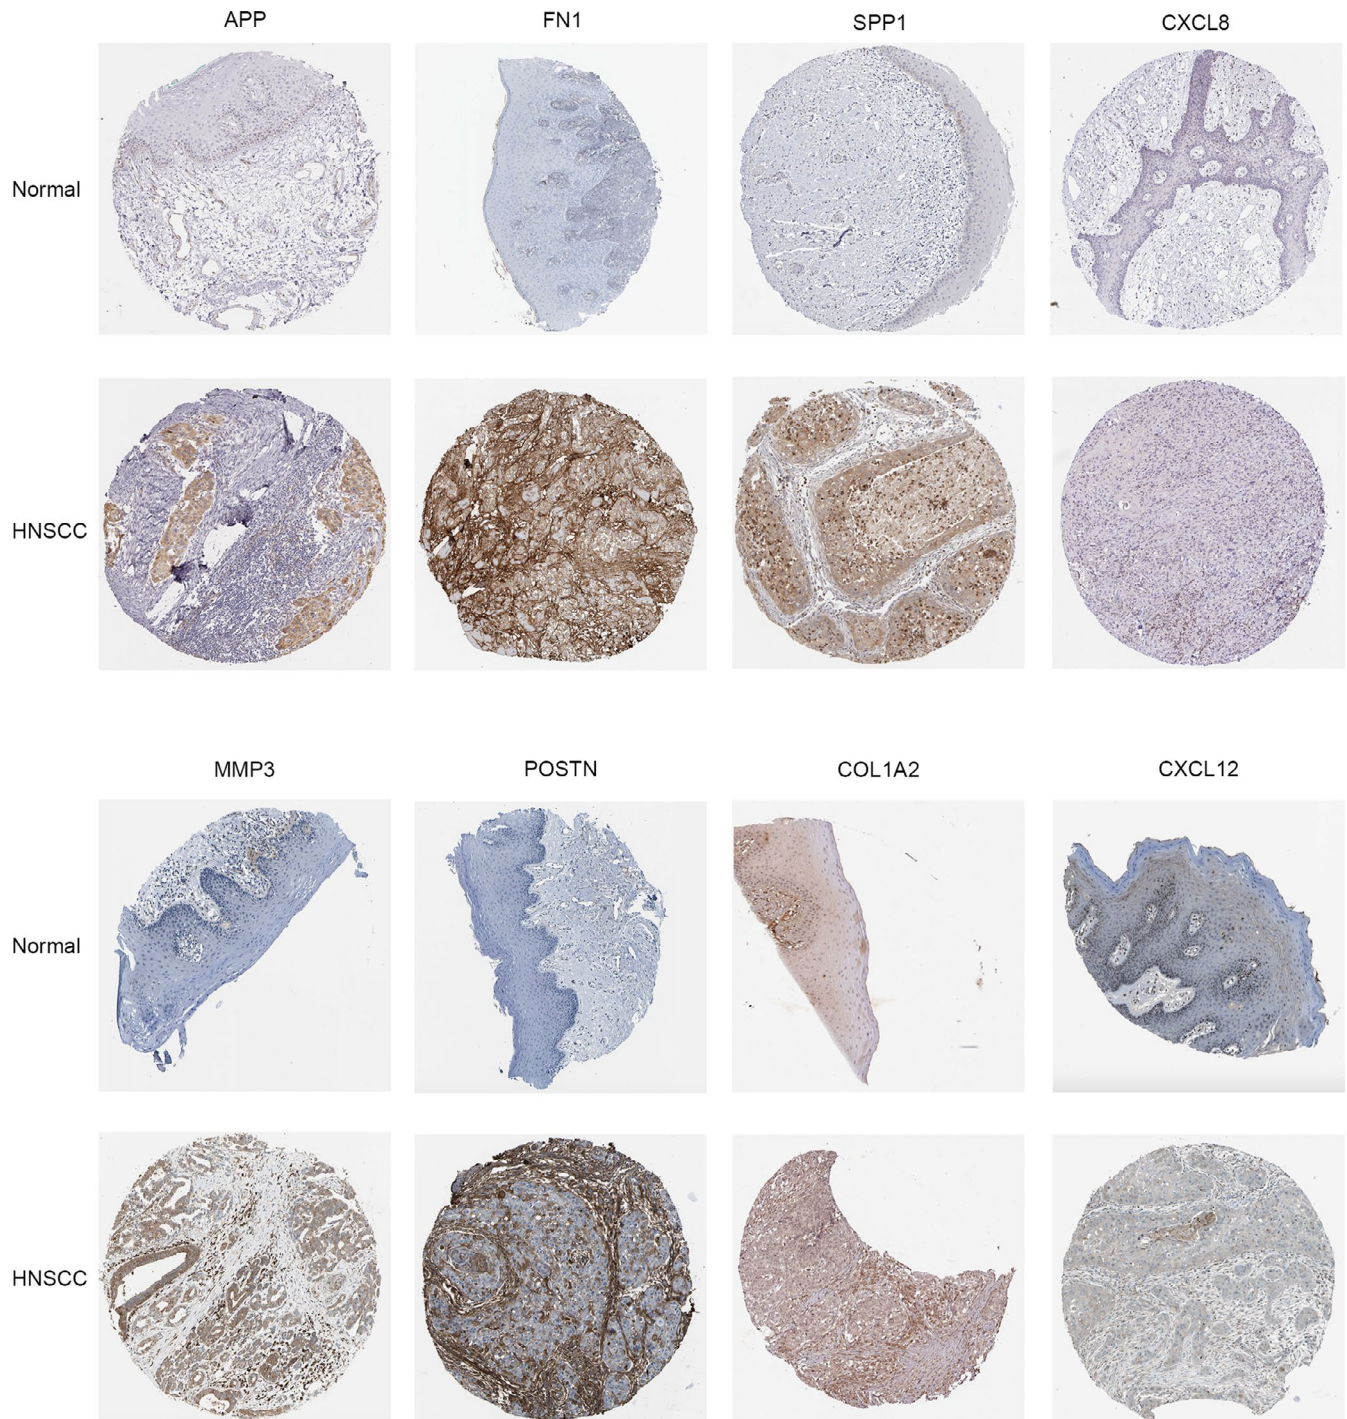 APP FN1 SPP1 CXCL8
Normal
HNSCC
MMP3 POSTN COL1A2 CXCL12
Normal
HNSCC